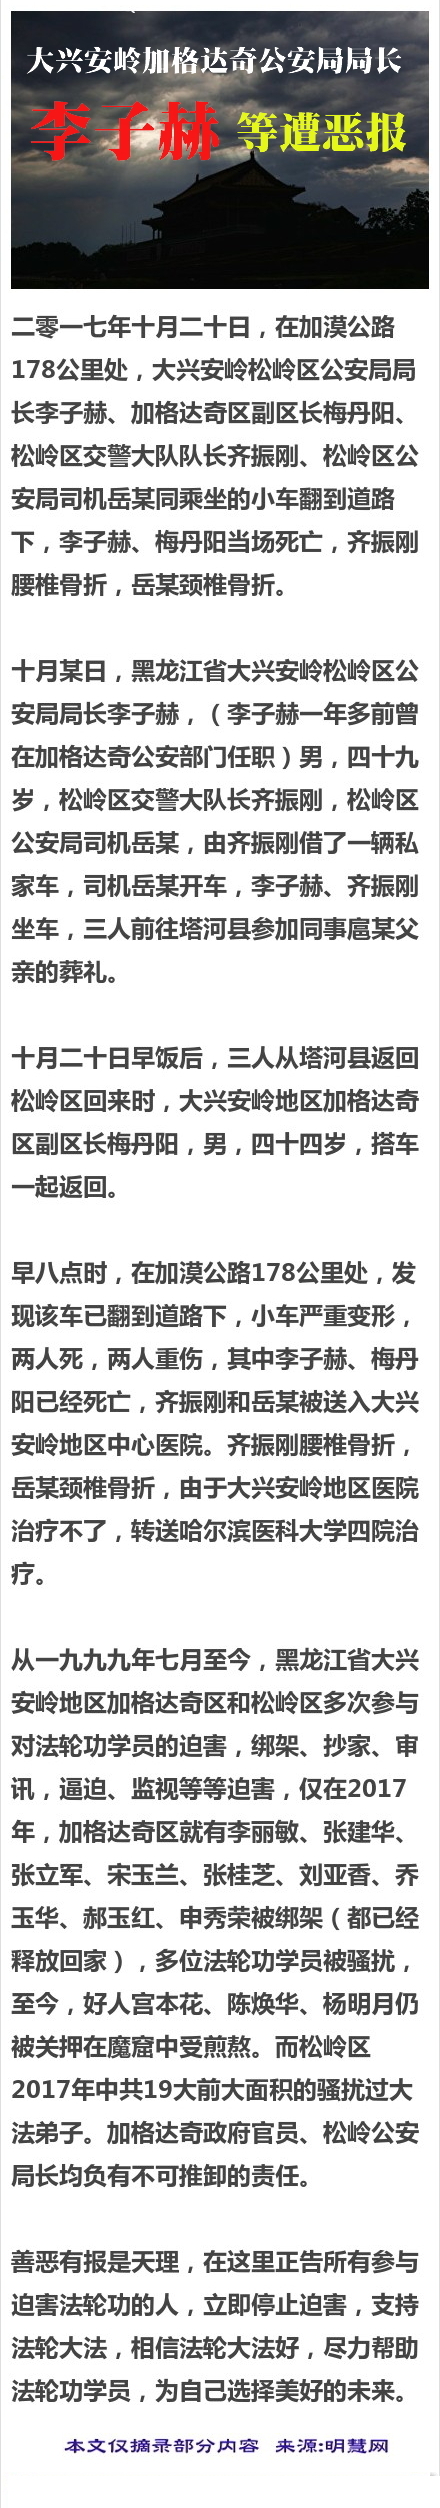 大兴安岭加格达奇公安局局长
李子赫 等遭恶报
二零一七年十月二十日，在加漠公路
178公里处，大兴安岭松岭区公安局局
长李子赫、加格达奇区副区长梅丹阳、
松岭区交警大队队长齐振刚、松岭区公
安局司机岳某同乘坐的小车翻到道路
下，李子赫、梅丹阳当场死亡，齐振刚
腰椎骨折，岳某颈椎骨折。
十月某日，黑龙江省大兴安岭松岭区公
安局局长李子赫，（李子赫一年多前曾
在加格达奇公安部门任职）男，四十九
岁，松岭区交警大队长齐振刚，松岭区
公安局司机岳某，由齐振刚借了一辆私
家车，司机岳某开车，李子赫、齐振刚
坐车，三人前往塔河县参加同事扈某父
亲的葬礼。
十月二十日早饭后，三人从塔河县返回
松岭区回来时，大兴安岭地区加格达奇
区副区长梅丹阳，男，四十四岁，搭车
一起返回。
早八点时，在加漠公路178公里处，发
现该车已翻到道路下，小车严重变形，
两人死，两人重伤，其中李子赫、梅丹
阳已经死亡，齐振刚和岳某被送入大兴
安岭地区中心医院。齐振刚腰椎骨折，
岳某颈椎骨折，由于大兴安岭地区医院
治疗不了，转送哈尔滨医科大学四院治
疗。
从一九九九年七月至今，黑龙江省大兴
安岭地区加格达奇区和松岭区多次参与
对法轮功学员的迫害，绑架、抄家、审
讯，逼迫、监视等等迫害，仅在2017
年，加格达奇区就有李丽敏、张建华、
张立军、宋玉兰、张桂芝、刘亚香、乔
玉华、郝玉红、申秀荣被绑架（都已经
释放回家），多位法轮功学员被骚扰，
至今，好人宫本花、陈焕华、杨明月仍
被关押在魔窟中受煎熬。而松岭区
2017年中共19大前大面积的骚扰过大
法弟子。加格达奇政府官员、松岭公安
局长均负有不可推卸的责任。
善恶有报是天理，在这里正告所有参与
迫害法轮功的人，立即停止迫害，支持
法轮大法，相信法轮大法好，尽力帮助
法轮功学员，为自己选择美好的未来。
本文仅摘录部分内容 来源:明慧网